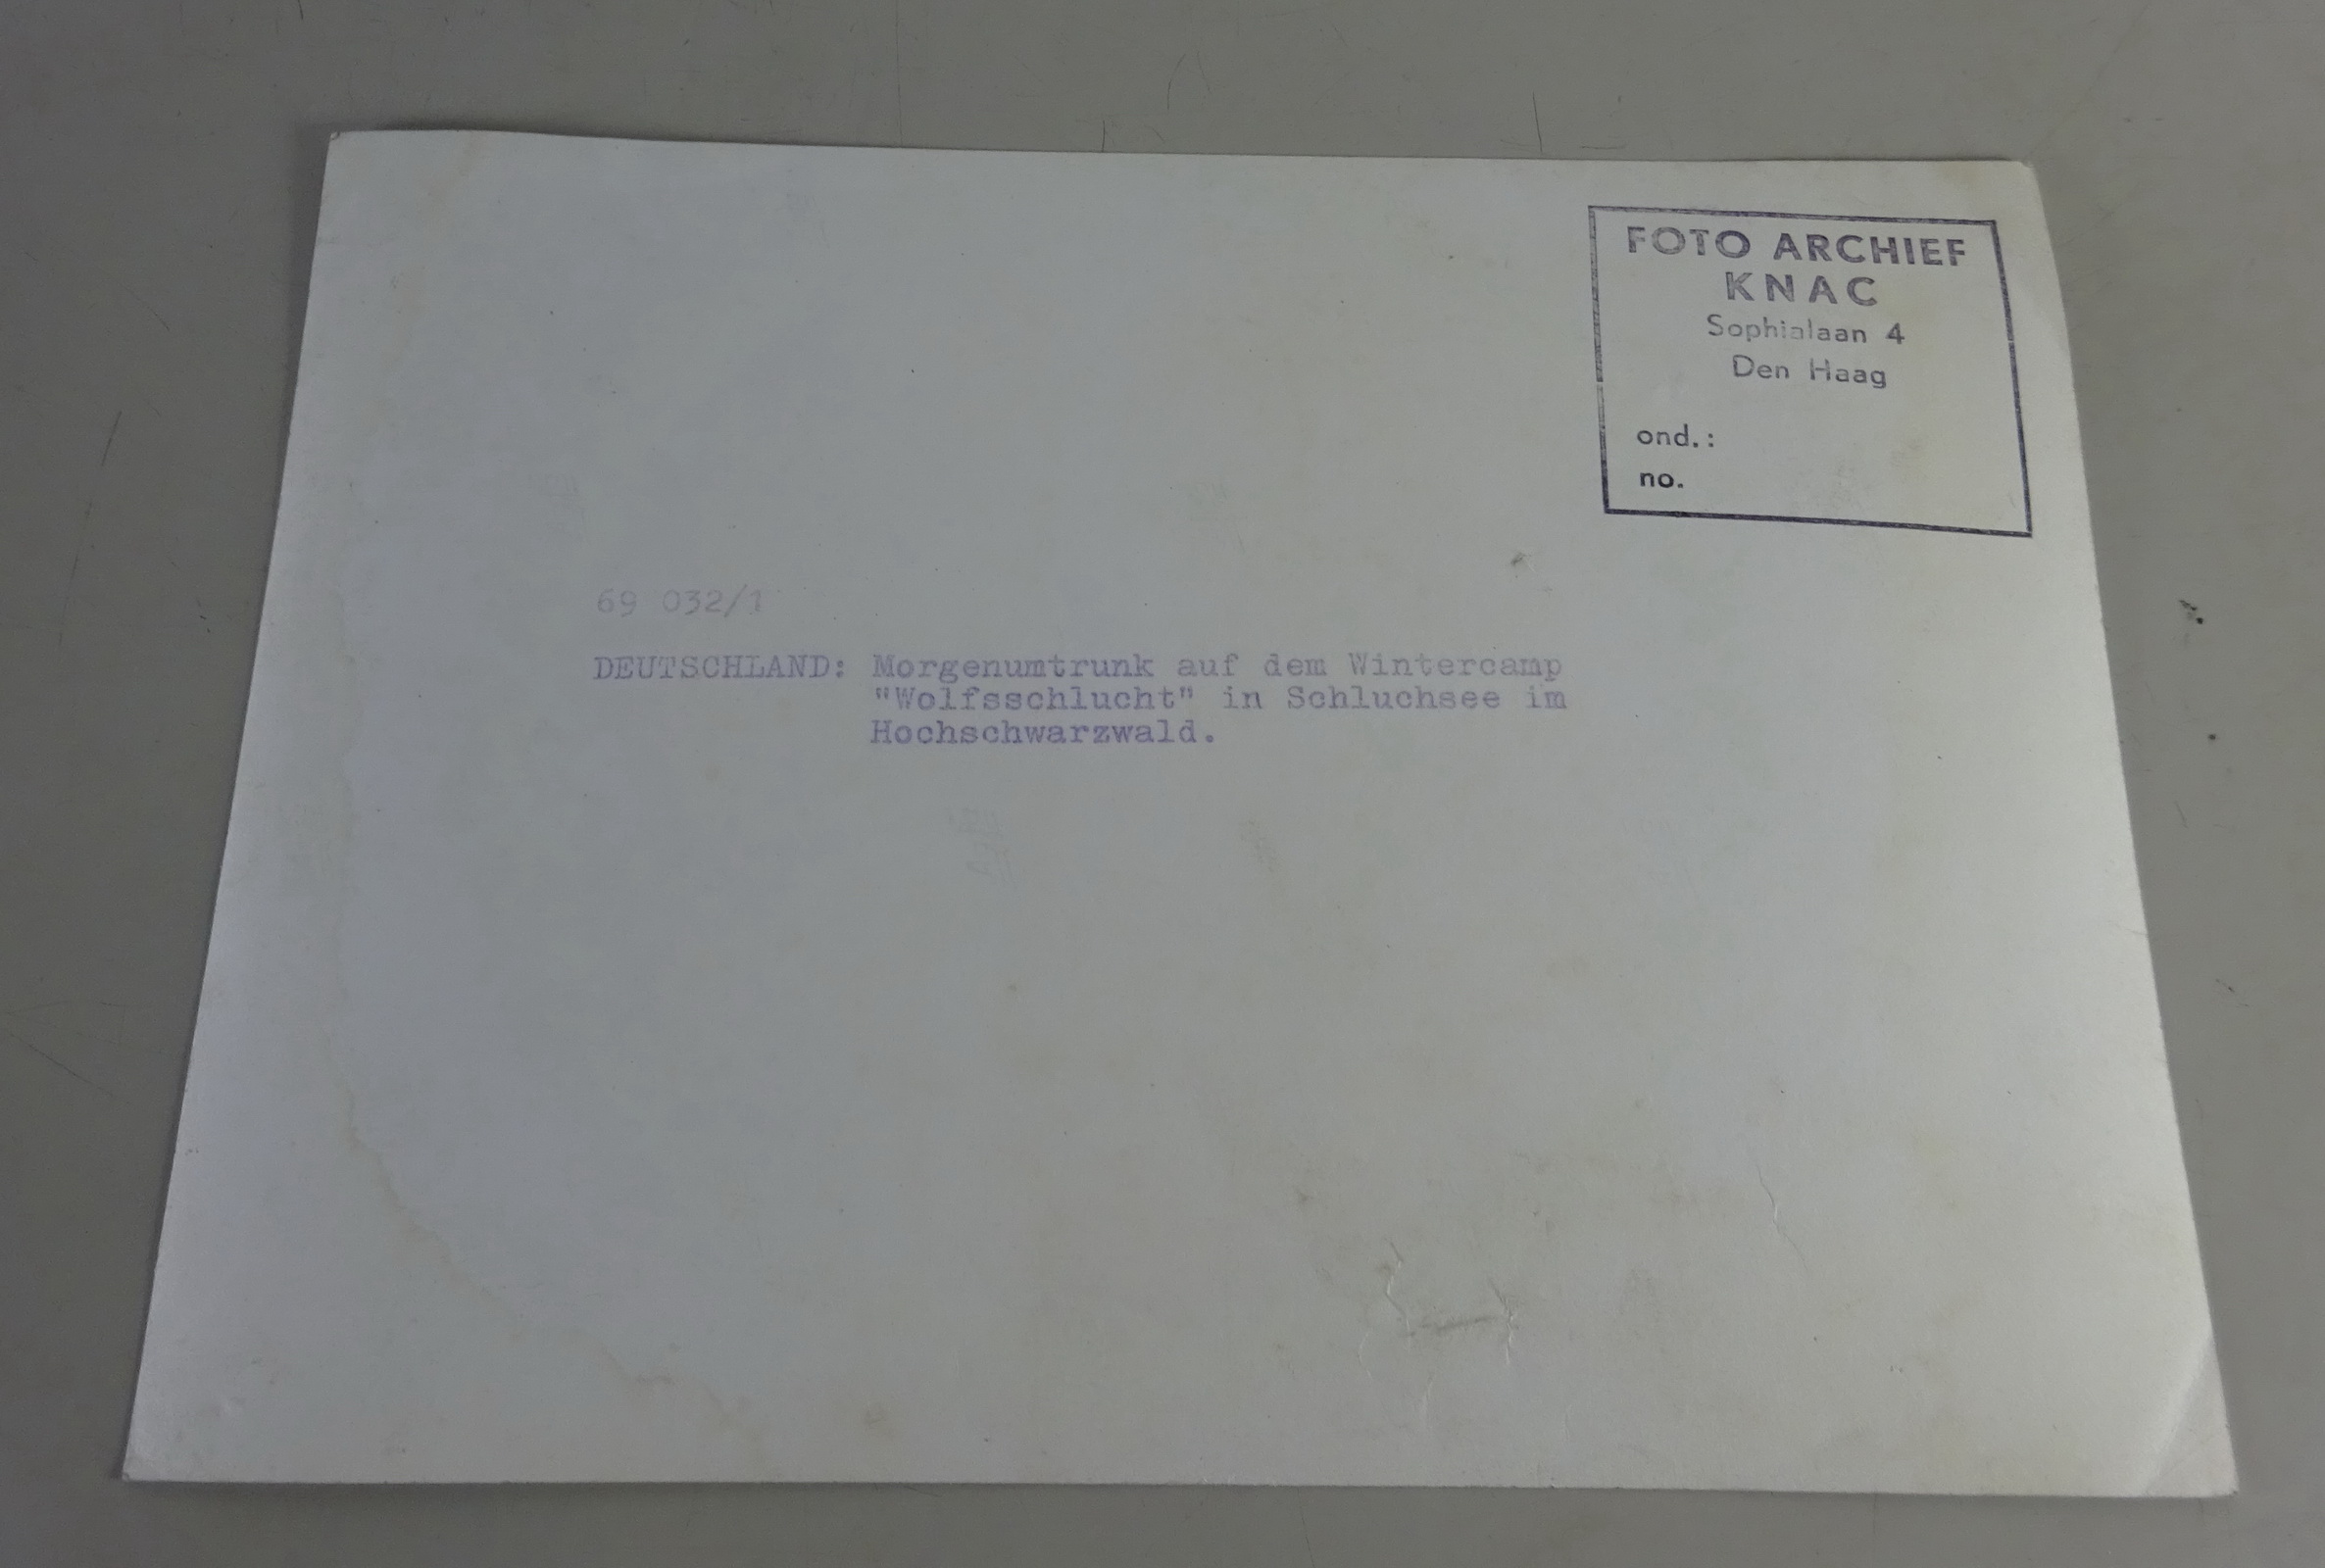 FOTO ARCHIEF
KNAC
Sophialaan 4
Den Haag
ond.:
no.
69 032/1
DEUTSCHLAND: Morgenumtrunk auf dem Wintercamp
"Wolfsschlucht" in Schluchsee im
Hochschwarzwald.